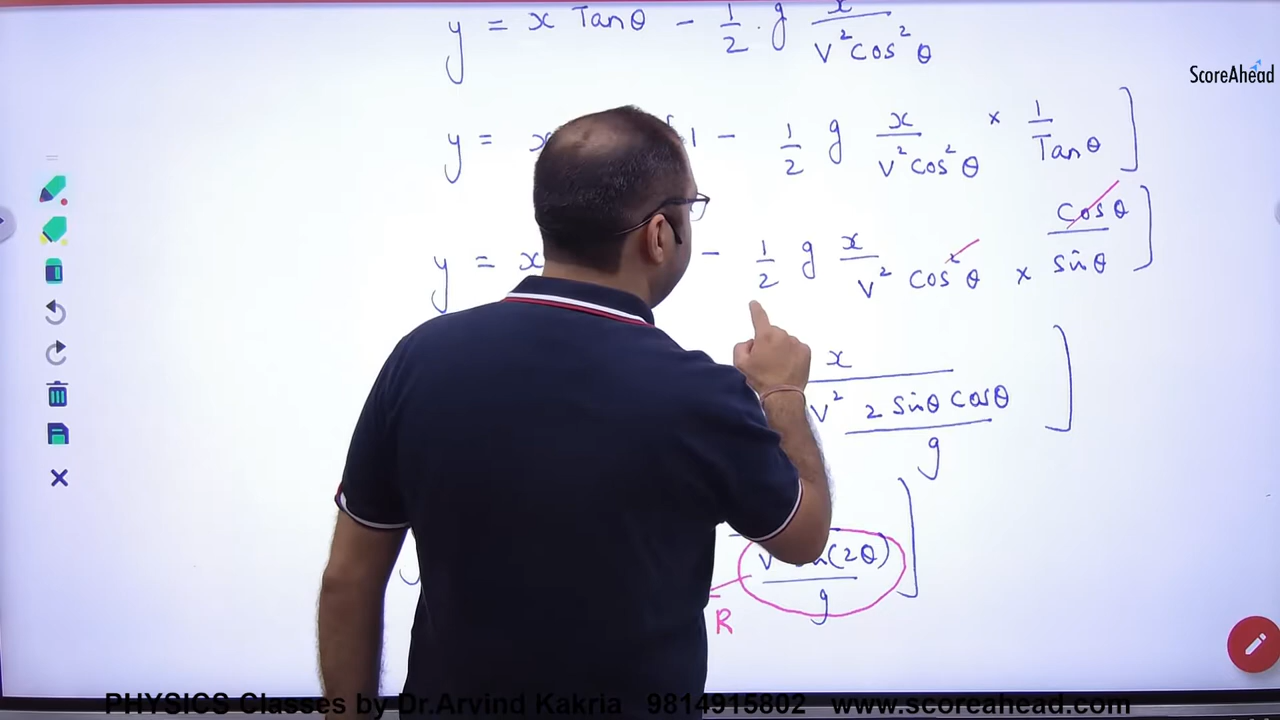 y = x Tanθ - 1/2 . g x/V²cos²θ
ScoreAhead
y = x 1 - 1/2 g x/V²cos²θ × 1/Tanθ ]
y = x - 1/2 g x/V² cos²θ × cosθ/sinθ ]
x/V² 2 sinθ cosθ/g ]
V² sin(2θ)/g ]
R
PHYSICS Classes by Dr.Arvind Kakria 9814915802 www.scoreahead.com